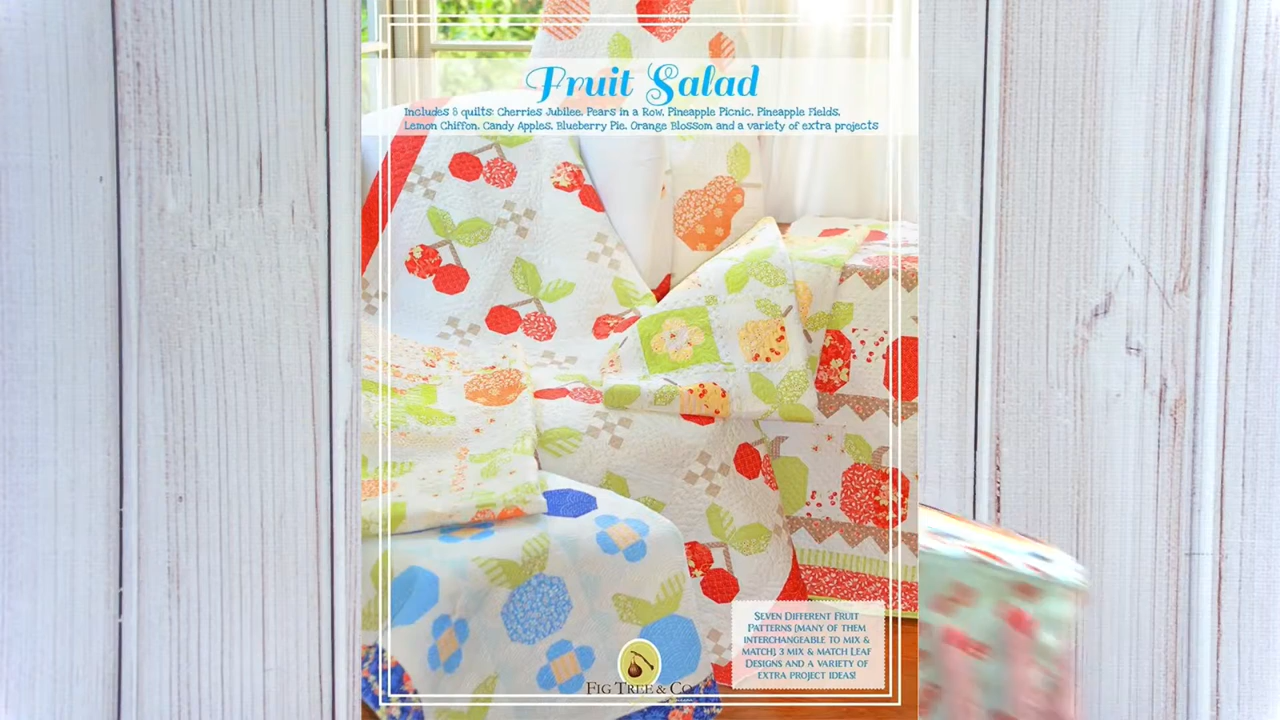 Fruit Salad
Includes 8 quilts: Cherries Jubilee, Pears in a Row, Pineapple Picnic, Pineapple Fields,
Lemon Chiffon, Candy Apples, Blueberry Pie, Orange Blossom and a variety of extra projects
Seven Different Fruit
Patterns (many of them
interchangeable to mix &
match), 3 mix & match Leaf
Designs and a variety of
extra project ideas!
Fig Tree & Co